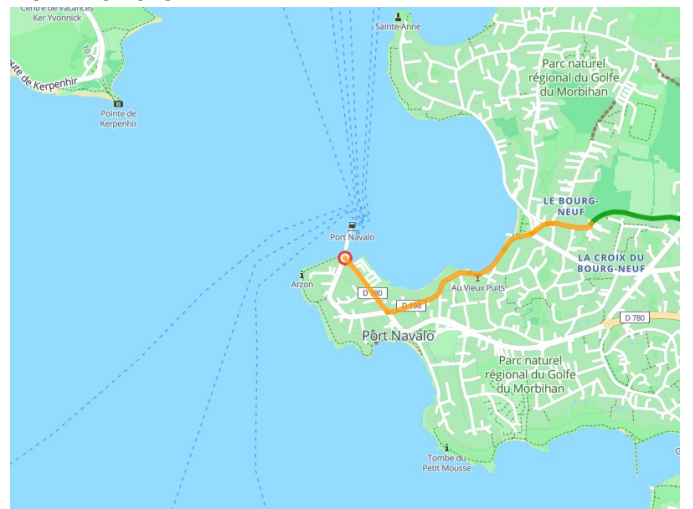 Centre de vacances
Ker Yvonnick
10 m
oute de Kerpenhir
Pointe de
Kerpenhir
Sainte-Anne
Parc naturel
régional du Golfe
du Morbihan
LE BOURG-
NEUF
Port Navalo
LA CROIX DU
BOURG-NEUF
Arzon
D 780
Au Vieux Puits
D 780
Port Navalo
Parc naturel
régional du Golfe
du Morbihan
Tombe du
Petit Mousse